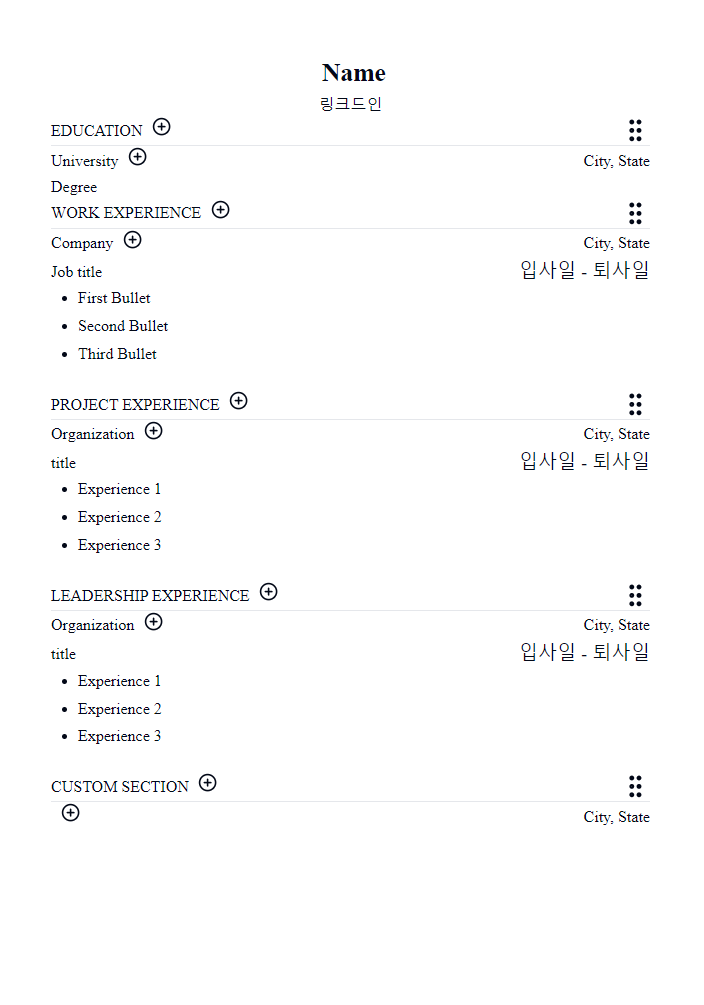 Name
링크드인
EDUCATION
University City, State
Degree
WORK EXPERIENCE
Company City, State
Job title 입사일 - 퇴사일
• First Bullet
• Second Bullet
• Third Bullet
PROJECT EXPERIENCE
Organization City, State
title 입사일 - 퇴사일
• Experience 1
• Experience 2
• Experience 3
LEADERSHIP EXPERIENCE
Organization City, State
title 입사일 - 퇴사일
• Experience 1
• Experience 2
• Experience 3
CUSTOM SECTION
City, State